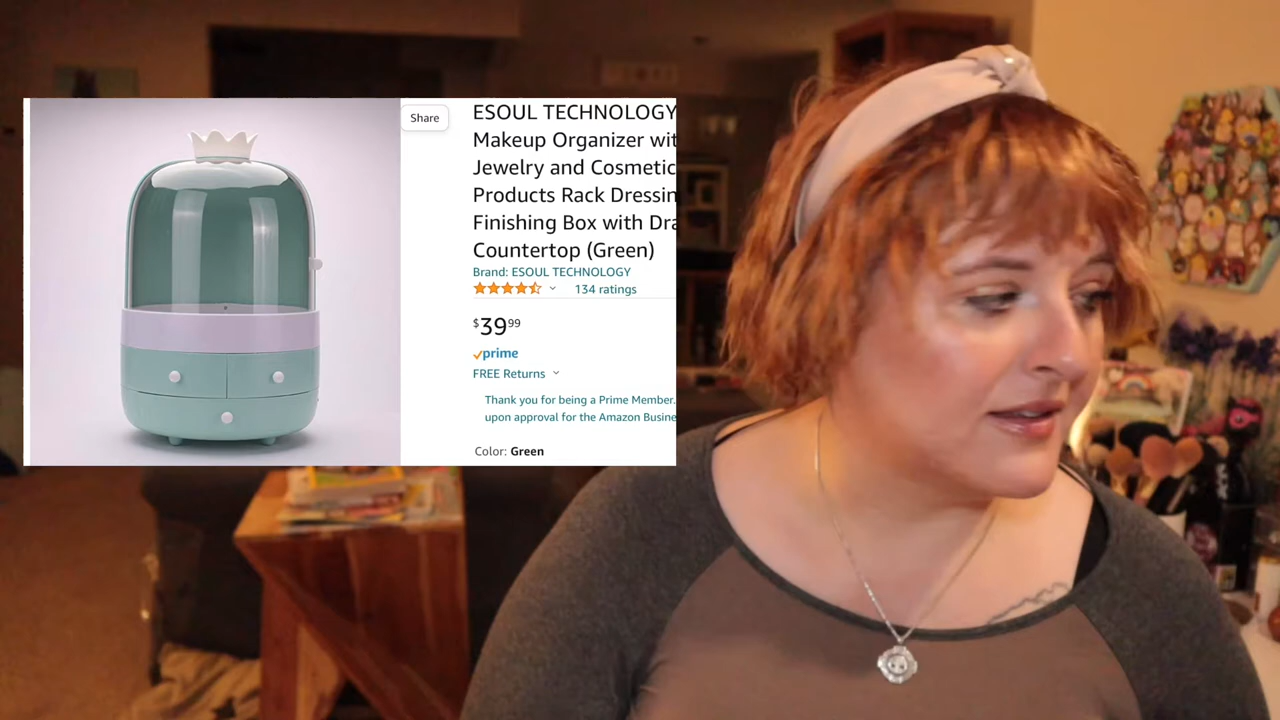 Share
ESOUL TECHNOLOGY
Makeup Organizer wit
Jewelry and Cosmetic
Products Rack Dressin
Finishing Box with Dra
Countertop (Green)
Brand: ESOUL TECHNOLOGY
134 ratings
$39.99
prime
FREE Returns
Thank you for being a Prime Member.
upon approval for the Amazon Busine
Color: Green